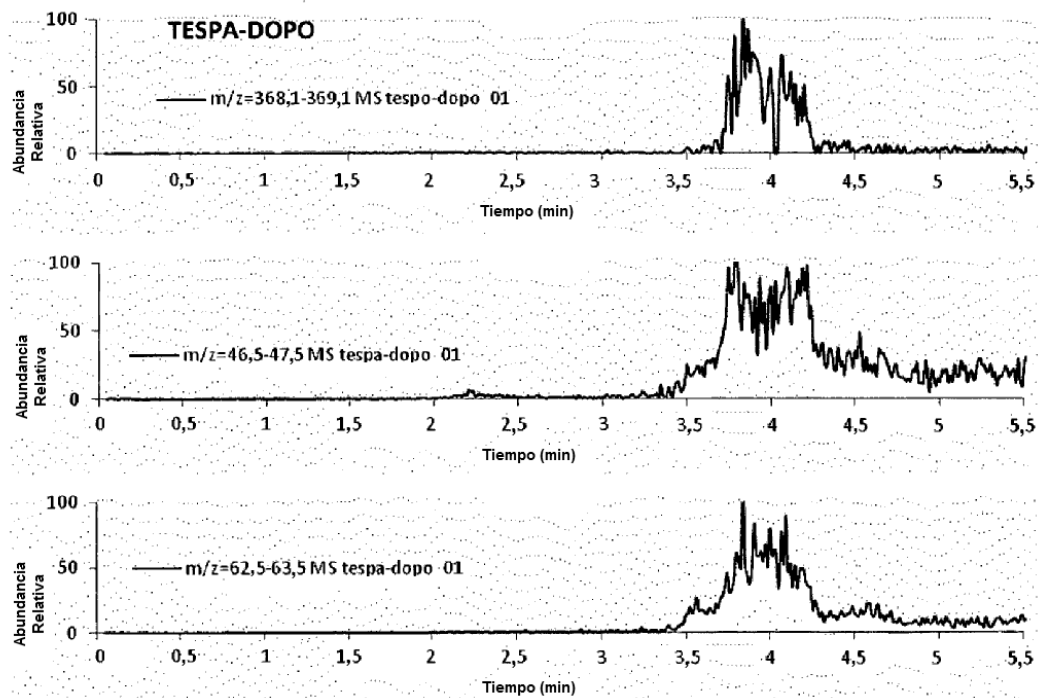 TESPA-DOPO
100
50
0
Abundancia
Relativa
m/z=368,1-369,1 MS tespo-dopo 01
0 0,5 1 1,5 2 2,5 3 3,5 4 4,5 5 5,5
Tiempo (min)
100
50
0
Abundancia
Relativa
m/z=46,5-47,5 MS tespa-dopo 01
0 0,5 1 1,5 2 2,5 3 3,5 4 4,5 5 5,5
Tiempo (min)
100
50
0
Abundancia
Relativa
m/z=62,5-63,5 MS tespa-dopo 01
0 0,5 1 1,5 2 2,5 3 3,5 4 4,5 5 5,5
Tiempo (min)